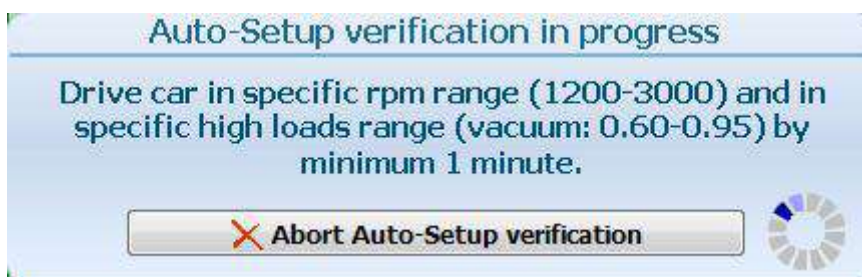 Auto-Setup verification in progress
Drive car in specific rpm range (1200-3000) and in
specific high loads range (vacuum: 0.60-0.95) by
minimum 1 minute.
Abort Auto-Setup verification